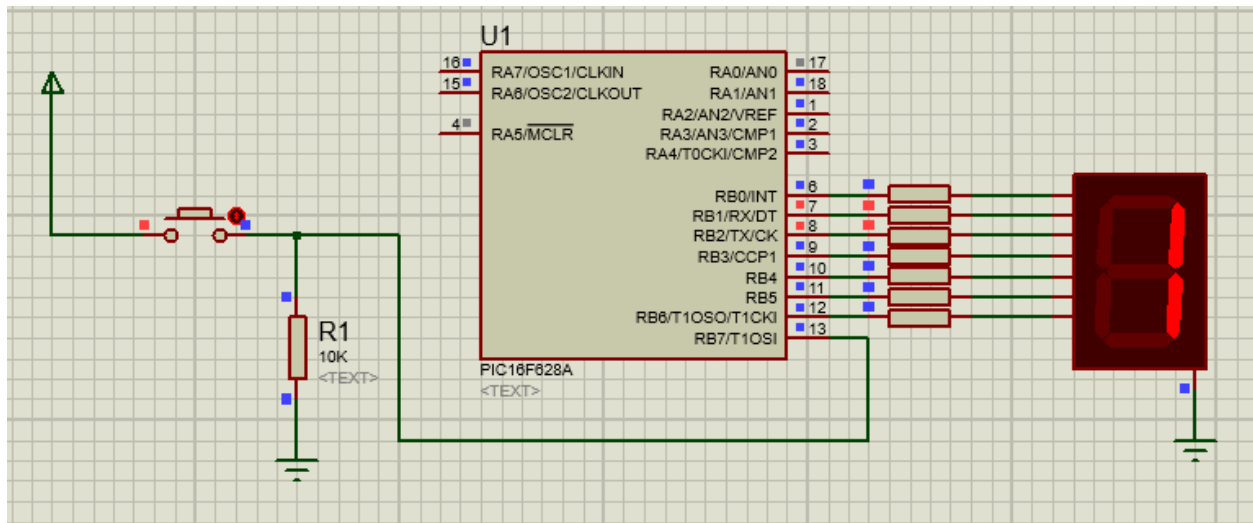 U1
16
RA7/OSC1/CLKIN
RA0/AN0
17
15
RA6/OSC2/CLKOUT
RA1/AN1
18
RA2/AN2/VREF
1
4
RA5/MCLR
RA3/AN3/CMP1
2
RA4/T0CKI/CMP2
3
RB0/INT
6
RB1/RX/DT
7
RB2/TX/CK
8
RB3/CCP1
9
RB4
10
RB5
11
RB6/T1OSO/T1CKI
12
RB7/T1OSI
13
PIC16F628A
<TEXT>
R1
10K
<TEXT>
1